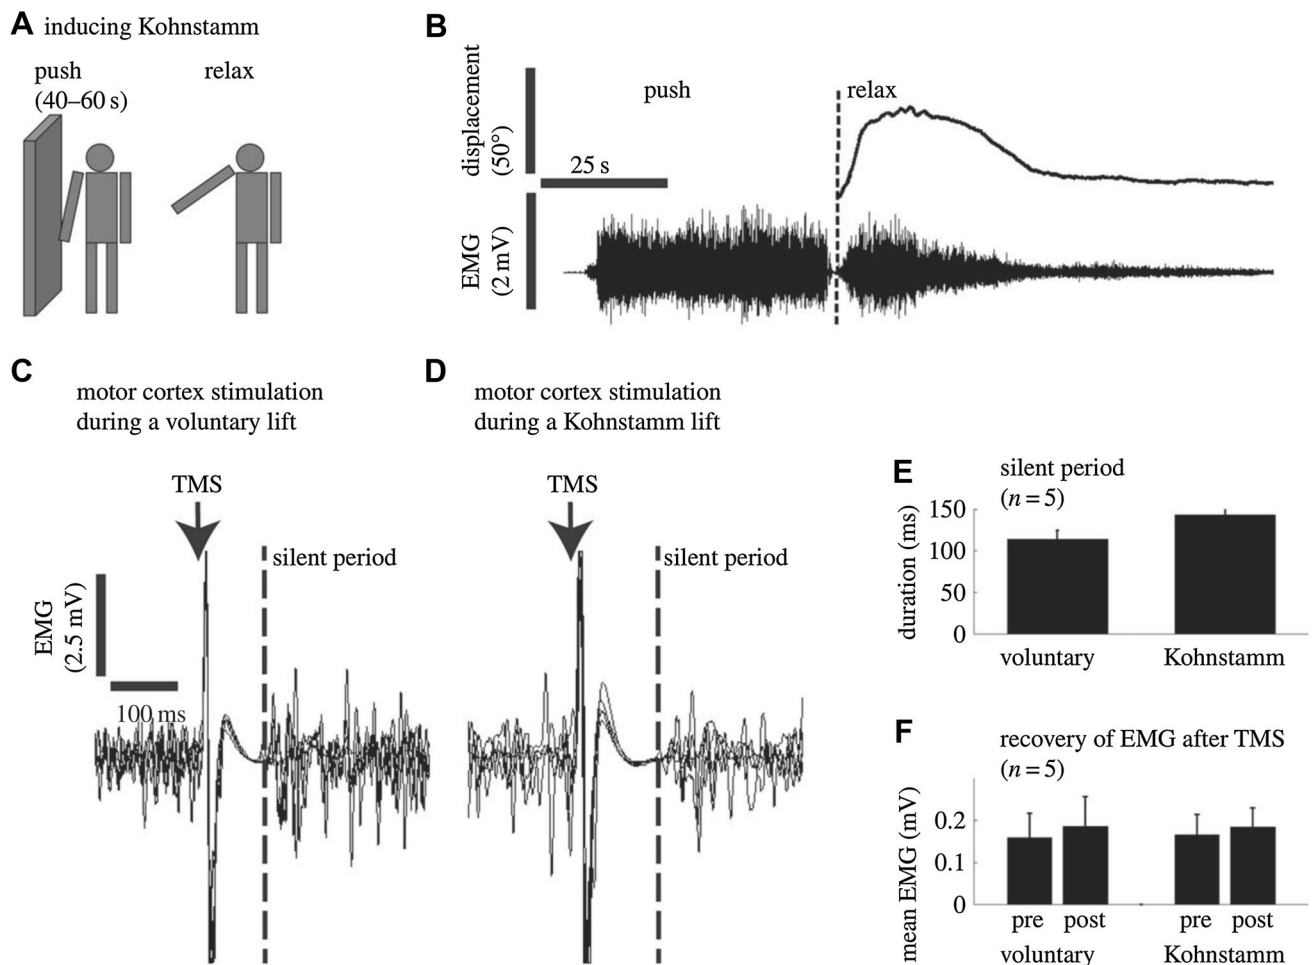 A inducing Kohnstamm
push
(40–60 s)
relax
B
displacement
(50°)
push
relax
25 s
EMG
(2 mV)
C
motor cortex stimulation
during a voluntary lift
TMS
silent period
EMG
(2.5 mV)
100 ms
D
motor cortex stimulation
during a Kohnstamm lift
TMS
silent period
E
silent period
(n = 5)
duration (ms)
150
100
50
0
voluntary Kohnstamm
F
recovery of EMG after TMS
(n = 5)
mean EMG (mV)
0.2
0.1
0
pre post pre post
voluntary Kohnstamm